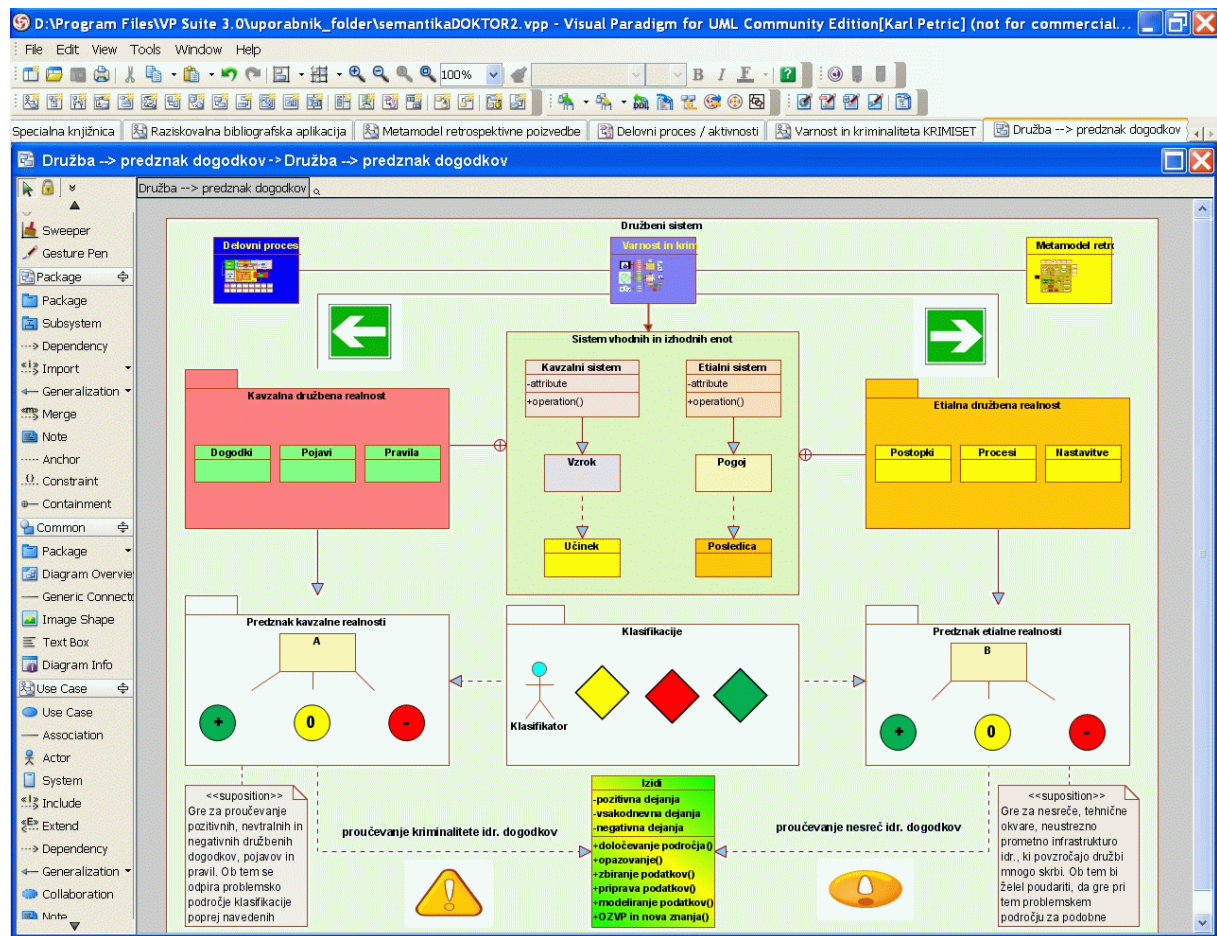 D:\Program Files\VP Suite 3.0\uporabnik_folder\semantikaDOKTOR2.vpp - Visual Paradigm for UML Community Edition[Karl Petric] (not for commercial...
File Edit View Tools Window Help
100%
B I F
Specialna knjižnica
Raziskovalna bibliografska aplikacija
Metamodel retrospektivne poizvedbe
Delovni proces / aktivnosti
Varnost in kriminaliteta KRIMISET
Družba --> predznak dogodkov
Družba --> predznak dogodkov -> Družba --> predznak dogodkov
Družba --> predznak dogodkov
Sweeper
Gesture Pen
Package
Package
Subsystem
Dependency
Import
Generalization
Merge
Note
Anchor
Constraint
Containment
Common
Package
Diagram Overvie
Generic Connecto
Image Shape
Text Box
Diagram Info
Use Case
Use Case
Association
Actor
System
Include
Extend
Dependency
Generalization
Collaboration
Note
Družbeni sistem
Delovni proces
Varnost in krim
Metamodel retr
Sistem vhodnih in izhodnih enot
Kavzalni sistem
-attribute
+operation()
Etialni sistem
-attribute
+operation()
Vzrok
Pogoj
Učinek
Posledica
Kavzalna družbena realnost
Dogodki
Pojavi
Pravila
Etialna družbena realnost
Postopki
Procesi
Nastavitve
Predznak kavzalne realnosti
A
+
0
-
Klasifikacije
Klasifikator
Predznak etialne realnosti
B
+
0
-
<<suposition>>
Gre za proučevanje
pozitivnih, nevtralnih in
negativnih družbenih
dogodkov, pojavov in
pravil. Ob tem se
odpira problemsko
področje klasifikacije
poprej navedenih
proučevanje kriminalitete idr. dogodkov
Izidi
-pozitivna dejanja
-vsakodnevna dejanja
-negativna dejanja
+določevanje področja()
+opazovanje()
+zbiranje podatkov()
+priprava podatkov()
+modeliranje podatkov()
+OZVP in nova znanja()
proučevanje nesreč idr. dogodkov
<<suposition>>
Gre za nesreče, tehnične
okvare, neustrezno
prometno infrastrukturo
idr., ki povzročajo družbi
mnogo skrbi. Ob tem bi
želel poudariti, da gre pri
tem problemskem
področju za podobne